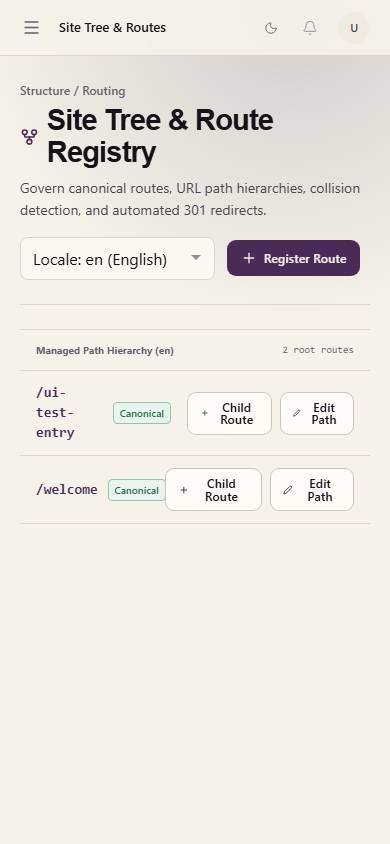 Site Tree & Routes
U
Structure / Routing
Site Tree & Route
Registry
Govern canonical routes, URL path hierarchies, collision
detection, and automated 301 redirects.
Locale: en (English)
Register Route
Managed Path Hierarchy (en)
2 root routes
/ui-
test-
entry
Canonical
Child
Route
Edit
Path
/welcome
Canonical
Child
Route
Edit
Path